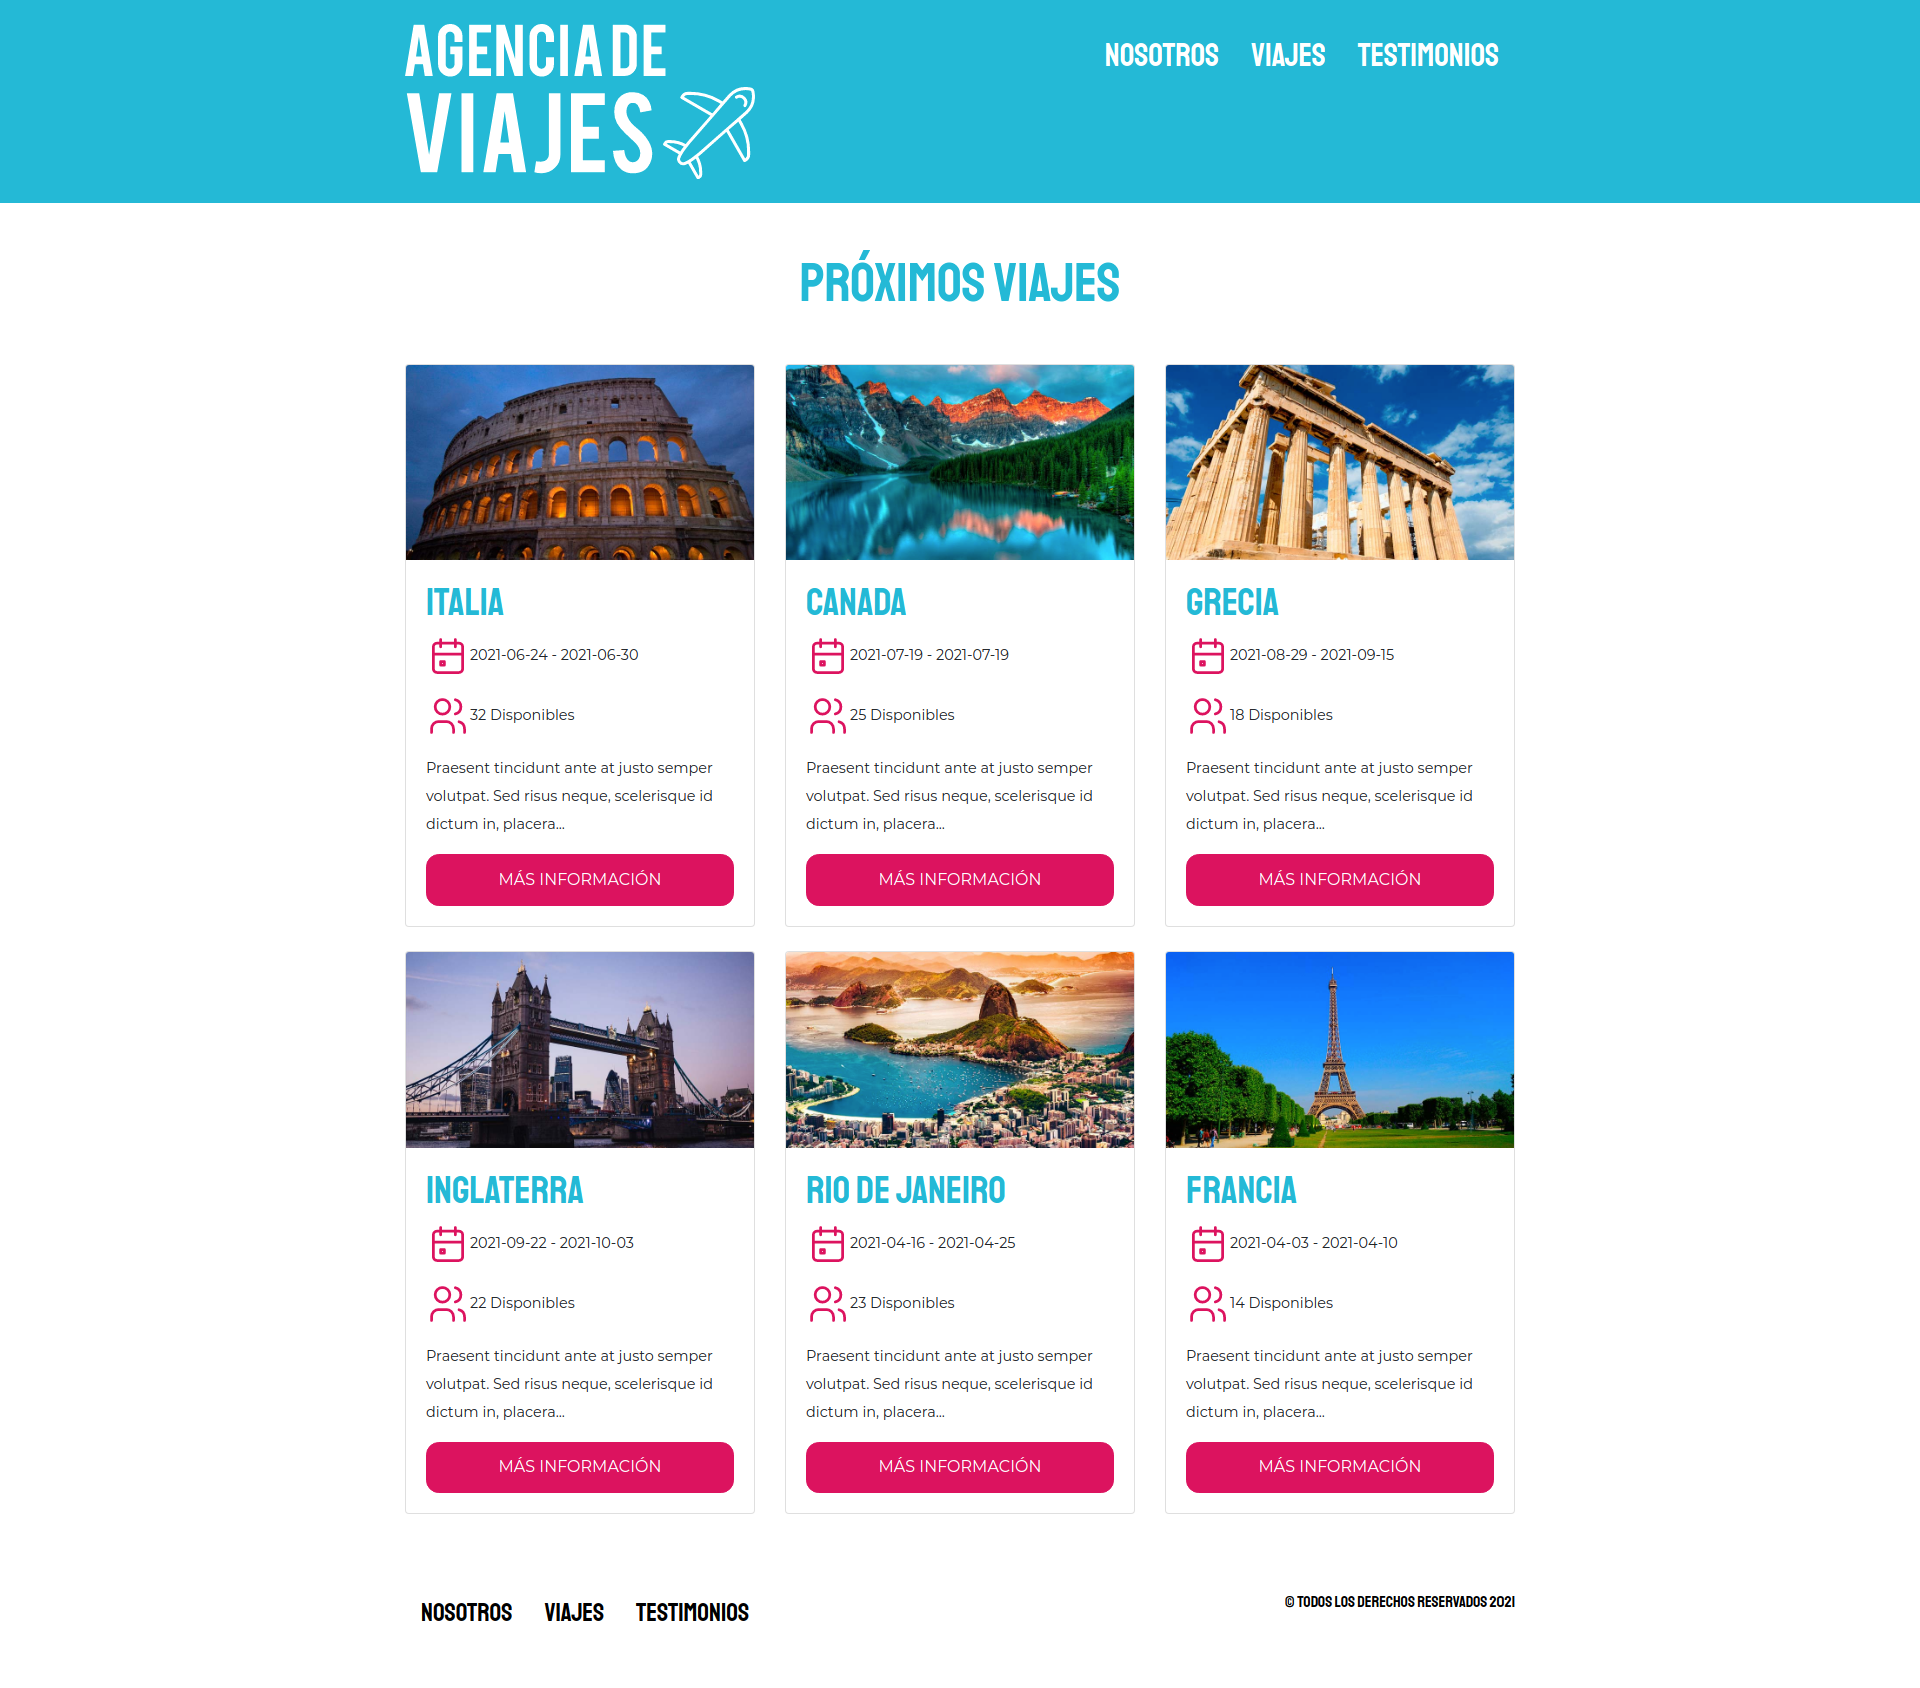 AGENCIA DE
VIAJES
NOSOTROS VIAJES TESTIMONIOS
PRÓXIMOS VIAJES
ITALIA
2021-06-24 - 2021-06-30
32 Disponibles
Praesent tincidunt ante at justo semper
volutpat. Sed risus neque, scelerisque id
dictum in, placera...
MÁS INFORMACIÓN
CANADA
2021-07-19 - 2021-07-19
25 Disponibles
Praesent tincidunt ante at justo semper
volutpat. Sed risus neque, scelerisque id
dictum in, placera...
MÁS INFORMACIÓN
GRECIA
2021-08-29 - 2021-09-15
18 Disponibles
Praesent tincidunt ante at justo semper
volutpat. Sed risus neque, scelerisque id
dictum in, placera...
MÁS INFORMACIÓN
INGLATERRA
2021-09-22 - 2021-10-03
22 Disponibles
Praesent tincidunt ante at justo semper
volutpat. Sed risus neque, scelerisque id
dictum in, placera...
MÁS INFORMACIÓN
RIO DE JANEIRO
2021-04-16 - 2021-04-25
23 Disponibles
Praesent tincidunt ante at justo semper
volutpat. Sed risus neque, scelerisque id
dictum in, placera...
MÁS INFORMACIÓN
FRANCIA
2021-04-03 - 2021-04-10
14 Disponibles
Praesent tincidunt ante at justo semper
volutpat. Sed risus neque, scelerisque id
dictum in, placera...
MÁS INFORMACIÓN
NOSOTROS VIAJES TESTIMONIOS
© TODOS LOS DERECHOS RESERVADOS 2021